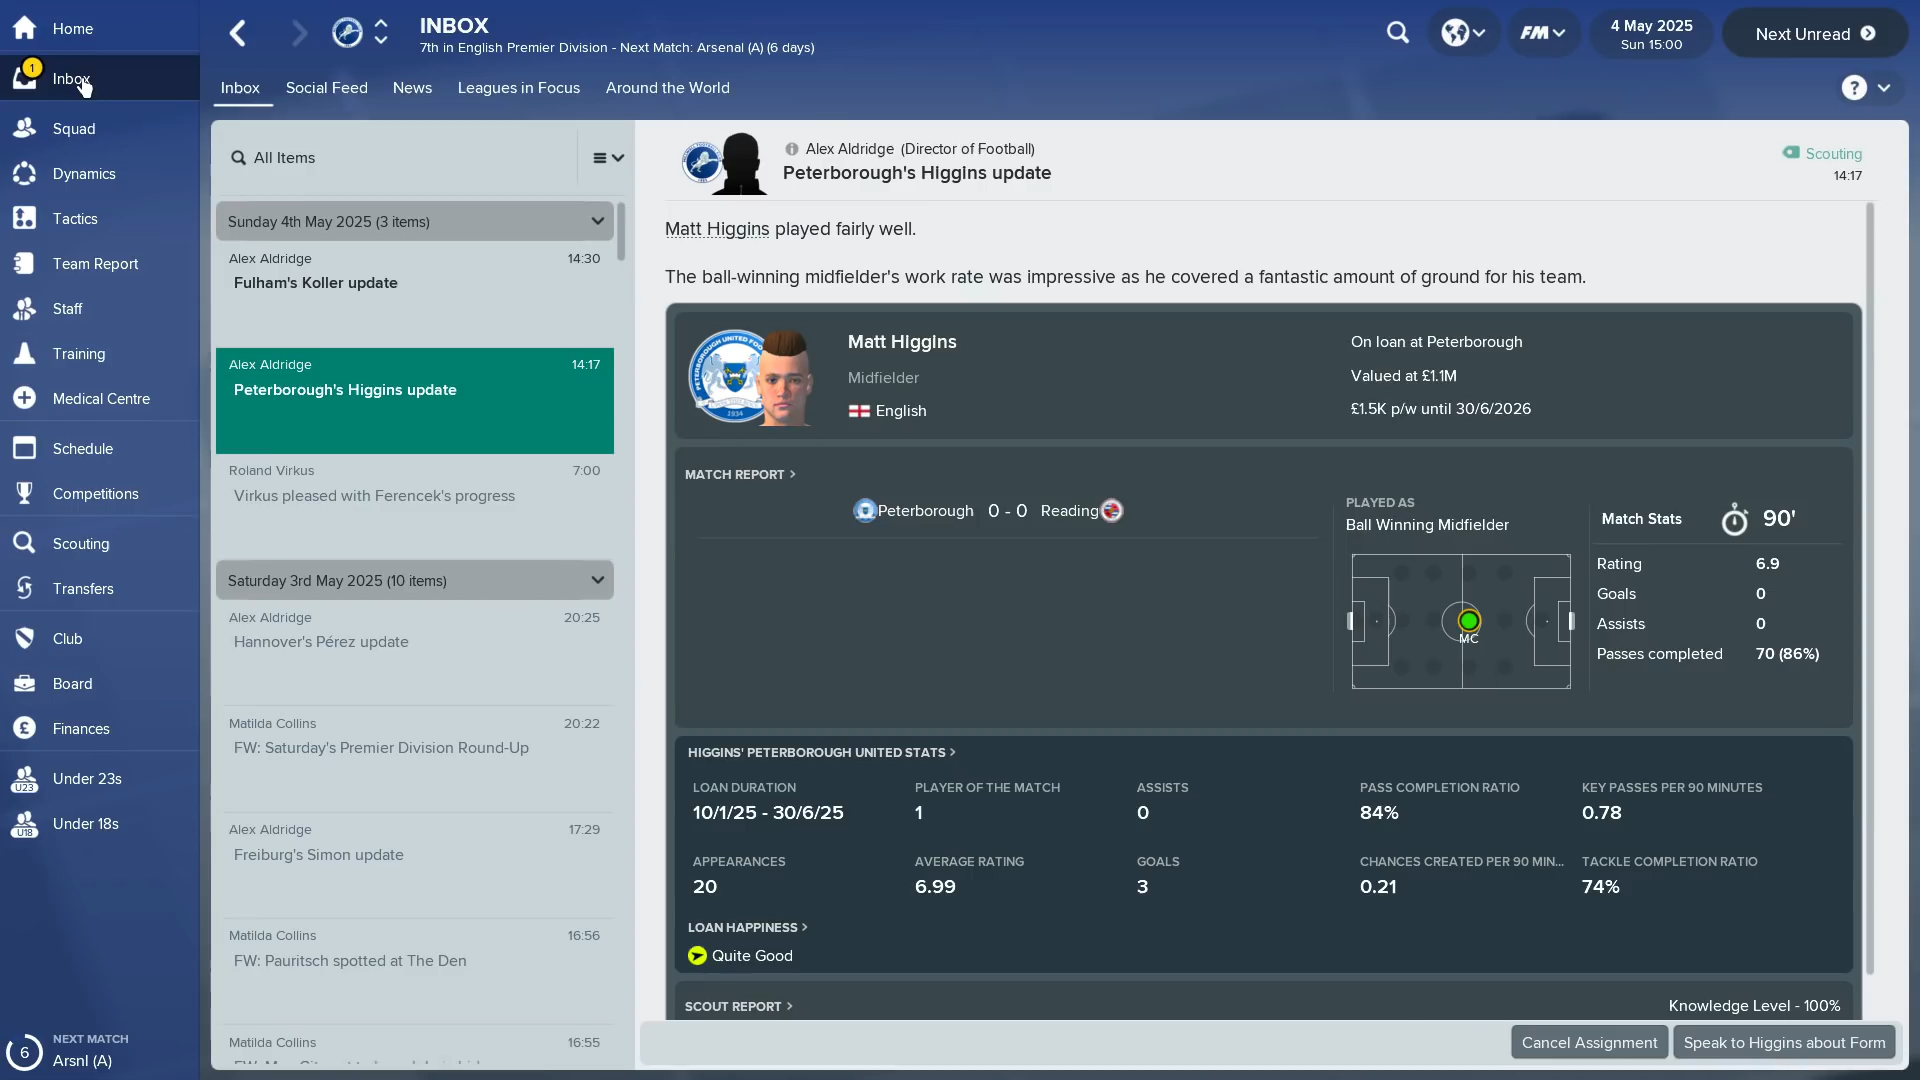 Home
1
Inbox
Squad
Dynamics
Tactics
Team Report
Staff
Training
Medical Centre
Schedule
Competitions
Scouting
Transfers
Club
Board
Finances
U23
Under 23s
U18
Under 18s
6
NEXT MATCH
Arsnl (A)
INBOX
7th in English Premier Division - Next Match: Arsenal (A) (6 days)
FM
4 May 2025
Sun 15:00
Next Unread
Inbox
Social Feed
News
Leagues in Focus
Around the World
?
All Items
Sunday 4th May 2025 (3 items)
Alex Aldridge 14:30
Fulham's Koller update
Alex Aldridge 14:17
Peterborough's Higgins update
Roland Virkus 7:00
Virkus pleased with Ferencek's progress
Saturday 3rd May 2025 (10 items)
Alex Aldridge 20:25
Hannover's Pérez update
Matilda Collins 20:22
FW: Saturday's Premier Division Round-Up
Alex Aldridge 17:29
Freiburg's Simon update
Matilda Collins 16:56
FW: Pauritsch spotted at The Den
Matilda Collins 16:55
Alex Aldridge (Director of Football)
Peterborough's Higgins update
Scouting
14:17
Matt Higgins played fairly well.
The ball-winning midfielder's work rate was impressive as he covered a fantastic amount of ground for his team.
Matt Higgins
Midfielder
English
On loan at Peterborough
Valued at £1.1M
£1.5K p/w until 30/6/2026
MATCH REPORT >
Peterborough 0 - 0 Reading
PLAYED AS
Ball Winning Midfielder
MC
Match Stats 90'
Rating 6.9
Goals 0
Assists 0
Passes completed 70 (86%)
HIGGINS' PETERBOROUGH UNITED STATS >
LOAN DURATION
10/1/25 - 30/6/25
PLAYER OF THE MATCH
1
ASSISTS
0
PASS COMPLETION RATIO
84%
KEY PASSES PER 90 MINUTES
0.78
APPEARANCES
20
AVERAGE RATING
6.99
GOALS
3
CHANCES CREATED PER 90 MIN...
0.21
TACKLE COMPLETION RATIO
74%
LOAN HAPPINESS >
Quite Good
SCOUT REPORT >
Knowledge Level - 100%
Cancel Assignment
Speak to Higgins about Form